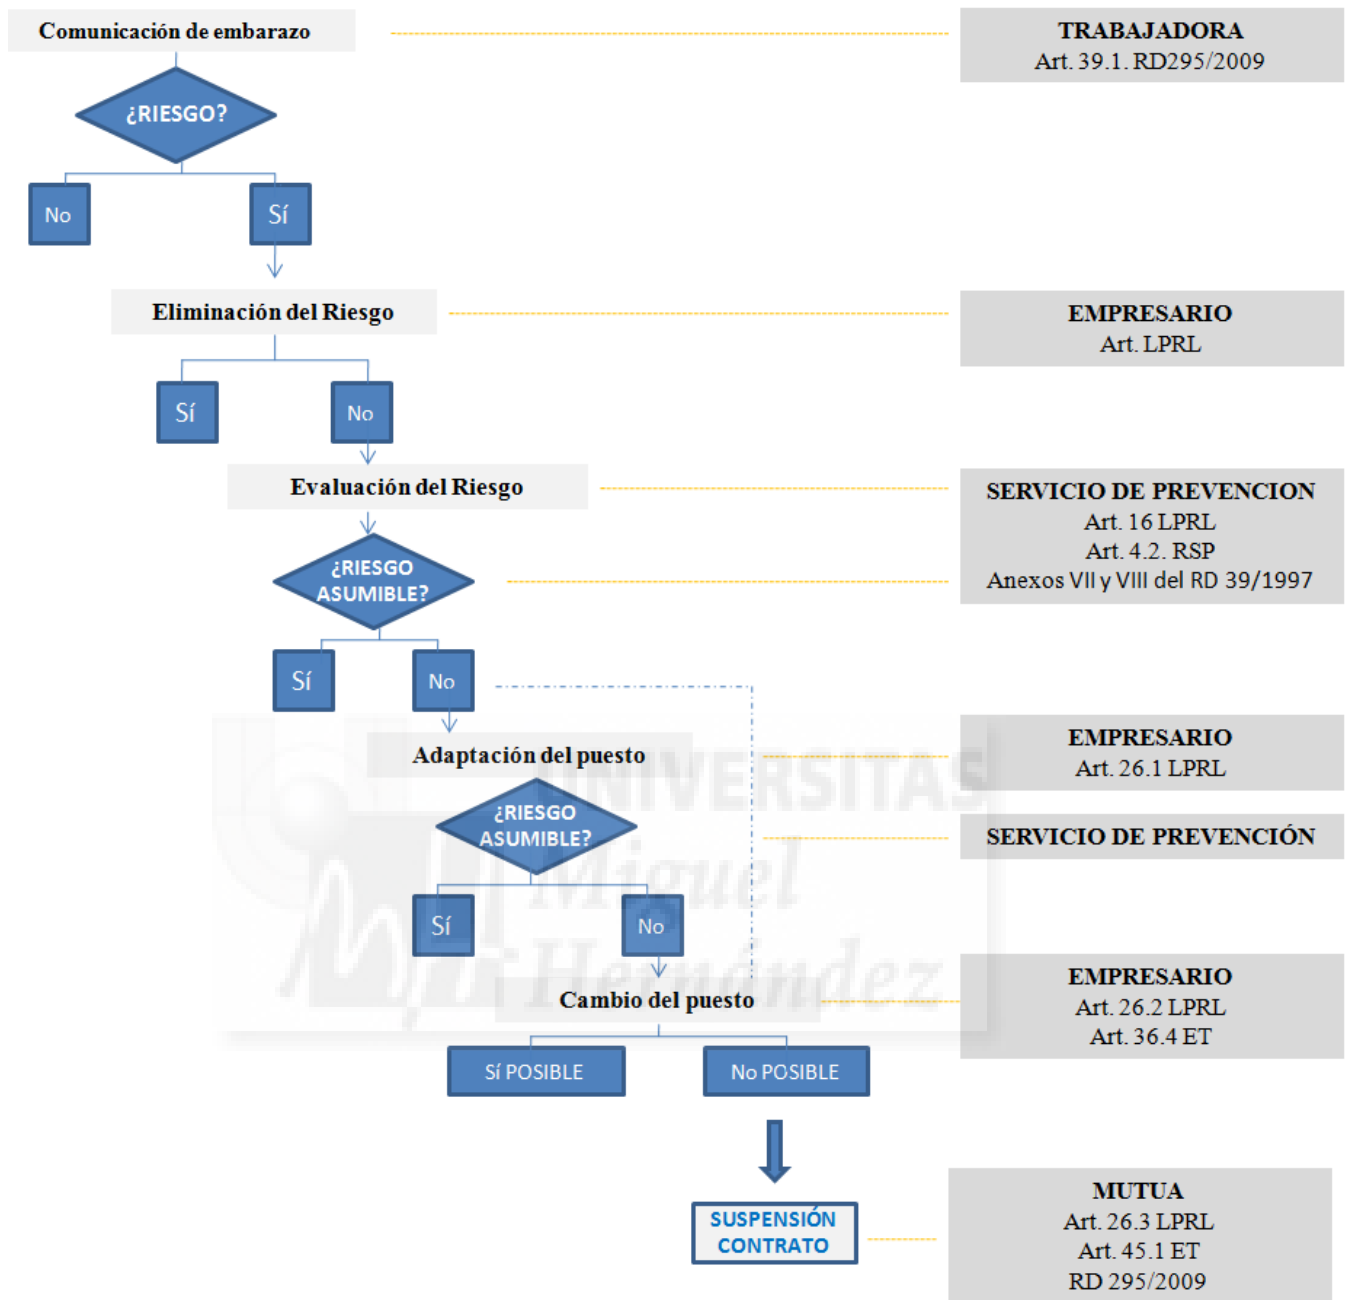 Comunicación de embarazo
TRABAJADORA
Art. 39.1. RD295/2009
¿RIESGO?
No
Sí
Eliminación del Riesgo
EMPRESARIO
Art. LPRL
Sí
No
Evaluación del Riesgo
SERVICIO DE PREVENCION
Art. 16 LPRL
Art. 4.2. RSP
Anexos VII y VIII del RD 39/1997
¿RIESGO
ASUMIBLE?
Sí
No
Adaptación del puesto
EMPRESARIO
Art. 26.1 LPRL
UNIVERSITAS
Miguel
Hernández
¿RIESGO
ASUMIBLE?
SERVICIO DE PREVENCIÓN
Sí
No
Cambio del puesto
EMPRESARIO
Art. 26.2 LPRL
Art. 36.4 ET
Sí POSIBLE
No POSIBLE
SUSPENSIÓN
CONTRATO
MUTUA
Art. 26.3 LPRL
Art. 45.1 ET
RD 295/2009